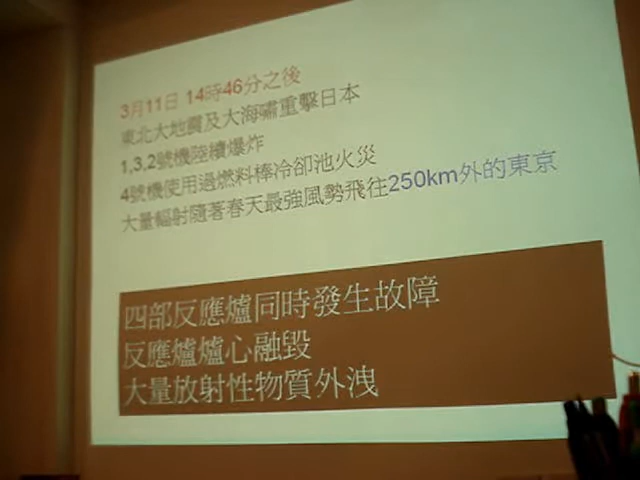 3月11日 14時46分之後
東北大地震及大海嘯重擊日本
1,3,2號機陸續爆炸
4號機使用過燃料棒冷卻池火災
大量輻射隨著春天最強風勢飛往250km外的東京
四部反應爐同時發生故障
反應爐爐心融毀
大量放射性物質外洩